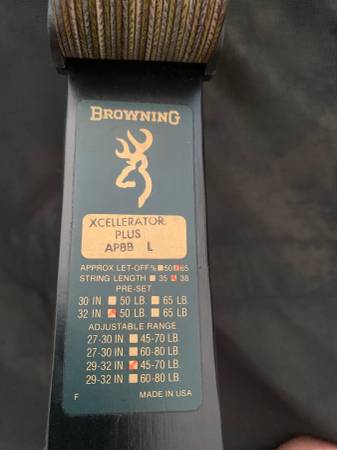 BROWNING
XCELLERATOR
PLUS
APBB L
APPROX LET-OFF % 50 65
STRING LENGTH 35 38
PRE-SET
30 IN 50 LB. 65 LB.
32 IN 50 LB. 65 LB.
ADJUSTABLE RANGE
27-30 IN 45-70 LB.
27-30 IN 60-80 LB.
29-32 IN 45-70 LB.
29-32 IN 60-80 LB.
F MADE IN USA